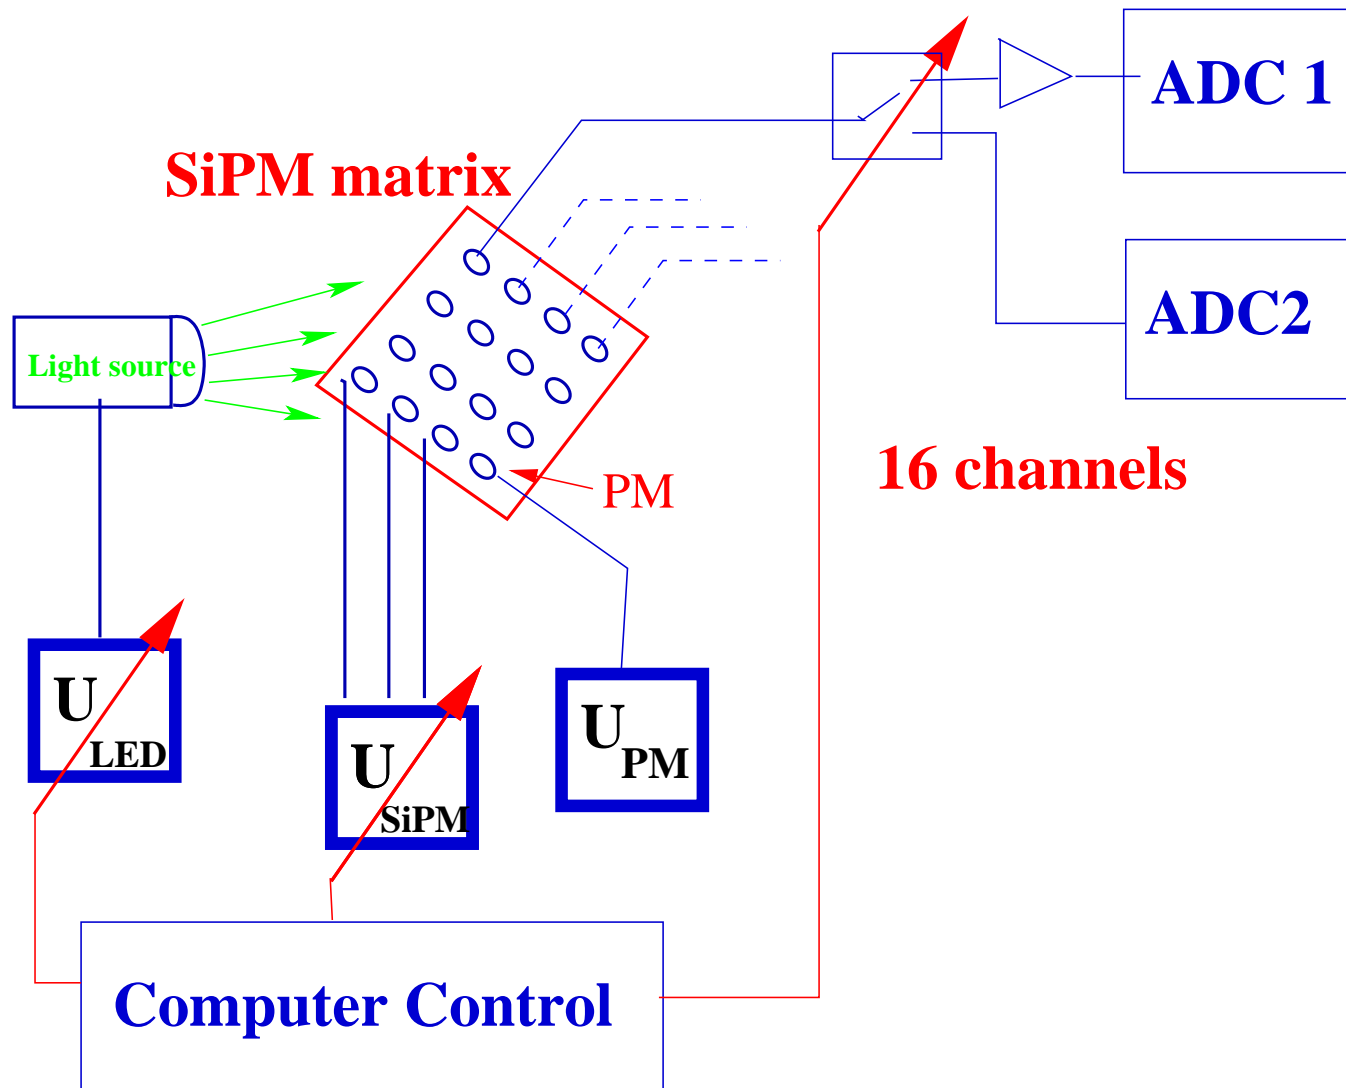 ADC 1
SiPM matrix
ADC2
Light source
16 channels
PM
U
LED
U
SiPM
U
PM
Computer Control